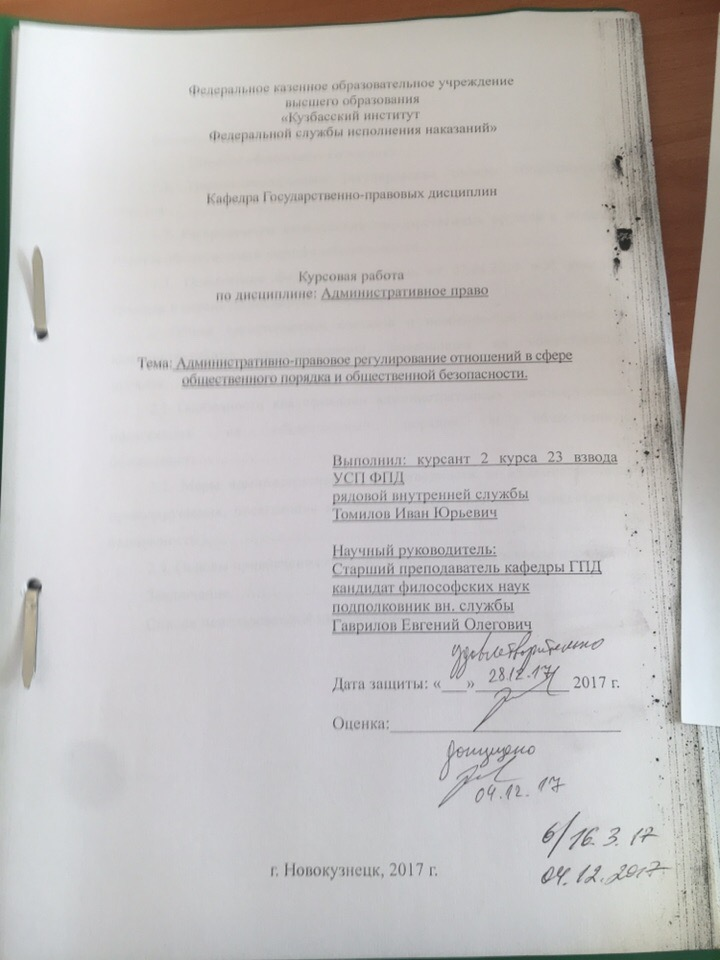 Федеральное казенное образовательное учреждение
высшего образования
«Кузбасский институт
Федеральной службы исполнения наказаний»
Кафедра Государственно-правовых дисциплин
Курсовая работа
по дисциплине: Административное право
Тема: Административно-правовое регулирование отношений в сфере
общественного порядка и общественной безопасности.
Выполнил: курсант 2 курса 23 взвода
УСП ФПД
рядовой внутренней службы
Томилов Иван Юрьевич
Научный руководитель:
Старший преподаватель кафедры ГПД
кандидат философских наук
подполковник вн. службы
Гаврилов Евгений Олегович
удовлетворительно
28.12.17
Дата защиты: «___»__________ 2017 г.
Оценка:__________________________
допущено
04.12.17
б/16.3.17
04.12.2017
г. Новокузнецк, 2017 г.